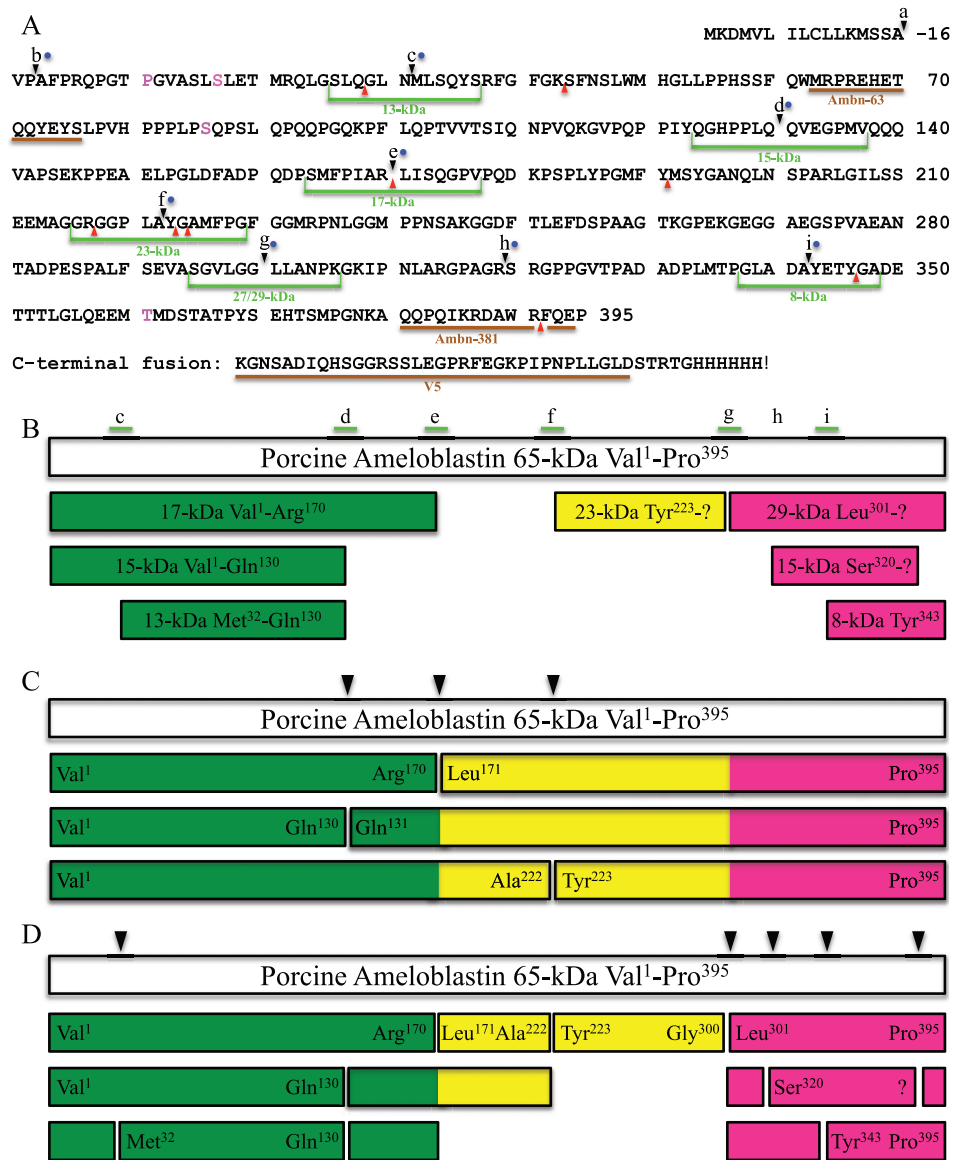 A
a
MKDMVL ILCLLKMSSA -16
b c
VPAFPRQPGT PGVASLSLET MRQLGSLQGLN NMLSQYSRFG FGKSFNSLWM HGLLPPHSSF QWMRPREHET 70
13-kDa Ambn-63
d
QQYEYSLPVH PPPLPSQPSL QPQQPGQKPF LQPTVVTSIQ NPVQKGVPQP PIYQGHPPLQ QVEGPMVQQQ 140
15-kDa
e
VAPSEKPPEA ELPGLDFADP QDPSMFPIAR LISQGPVPQD KPSPLYPGMF YMSYGANQLN SPARLGILSS 210
17-kDa
f
EEMAGGRGGP LAYGAMFPGF GGMRPNLGGM PPNSAKGGDF TLEFDSPAAG TKGPEKGEGG AEGSPVAEAN 280
23-kDa
g h i
TADPESPALF SEVASGVLGG LLANPKGKIP NLARGPAGRS RGPPGVTPAD ADPLMTPGLA DAYETYGADE 350
27/29-kDa 8-kDa
TTTLGLQEEM TMDSTATPYS EHTSMPGNKA QQPQIKRDAW RFQEP 395
Ambn-381
C-terminal fusion: KGNSADIQHSGGRSSLEGPRFEGKPIPNPLLGLDSTRTGHHHHHH!
V5
B
c d e f g h i
Porcine Ameloblastin 65-kDa Val¹-Pro³⁹⁵
17-kDa Val¹-Arg¹⁷⁰ 23-kDa Tyr²²³-? 29-kDa Leu³⁰¹-?
15-kDa Val¹-Gln¹³⁰ 15-kDa Ser³²⁰-?
13-kDa Met³²-Gln¹³⁰ 8-kDa Tyr³⁴³
C
Porcine Ameloblastin 65-kDa Val¹-Pro³⁹⁵
Val¹ Arg¹⁷⁰ Leu¹⁷¹ Pro³⁹⁵
Val¹ Gln¹³⁰ Gln¹³¹ Pro³⁹⁵
Val¹ Ala²²² Tyr²²³ Pro³⁹⁵
D
Porcine Ameloblastin 65-kDa Val¹-Pro³⁹⁵
Val¹ Arg¹⁷⁰ Leu¹⁷¹Ala²²² Tyr²²³ Gly³⁰⁰ Leu³⁰¹ Pro³⁹⁵
Val¹ Gln¹³⁰ Ser³²⁰ ?
Met³² Gln¹³⁰ Tyr³⁴³ Pro³⁹⁵